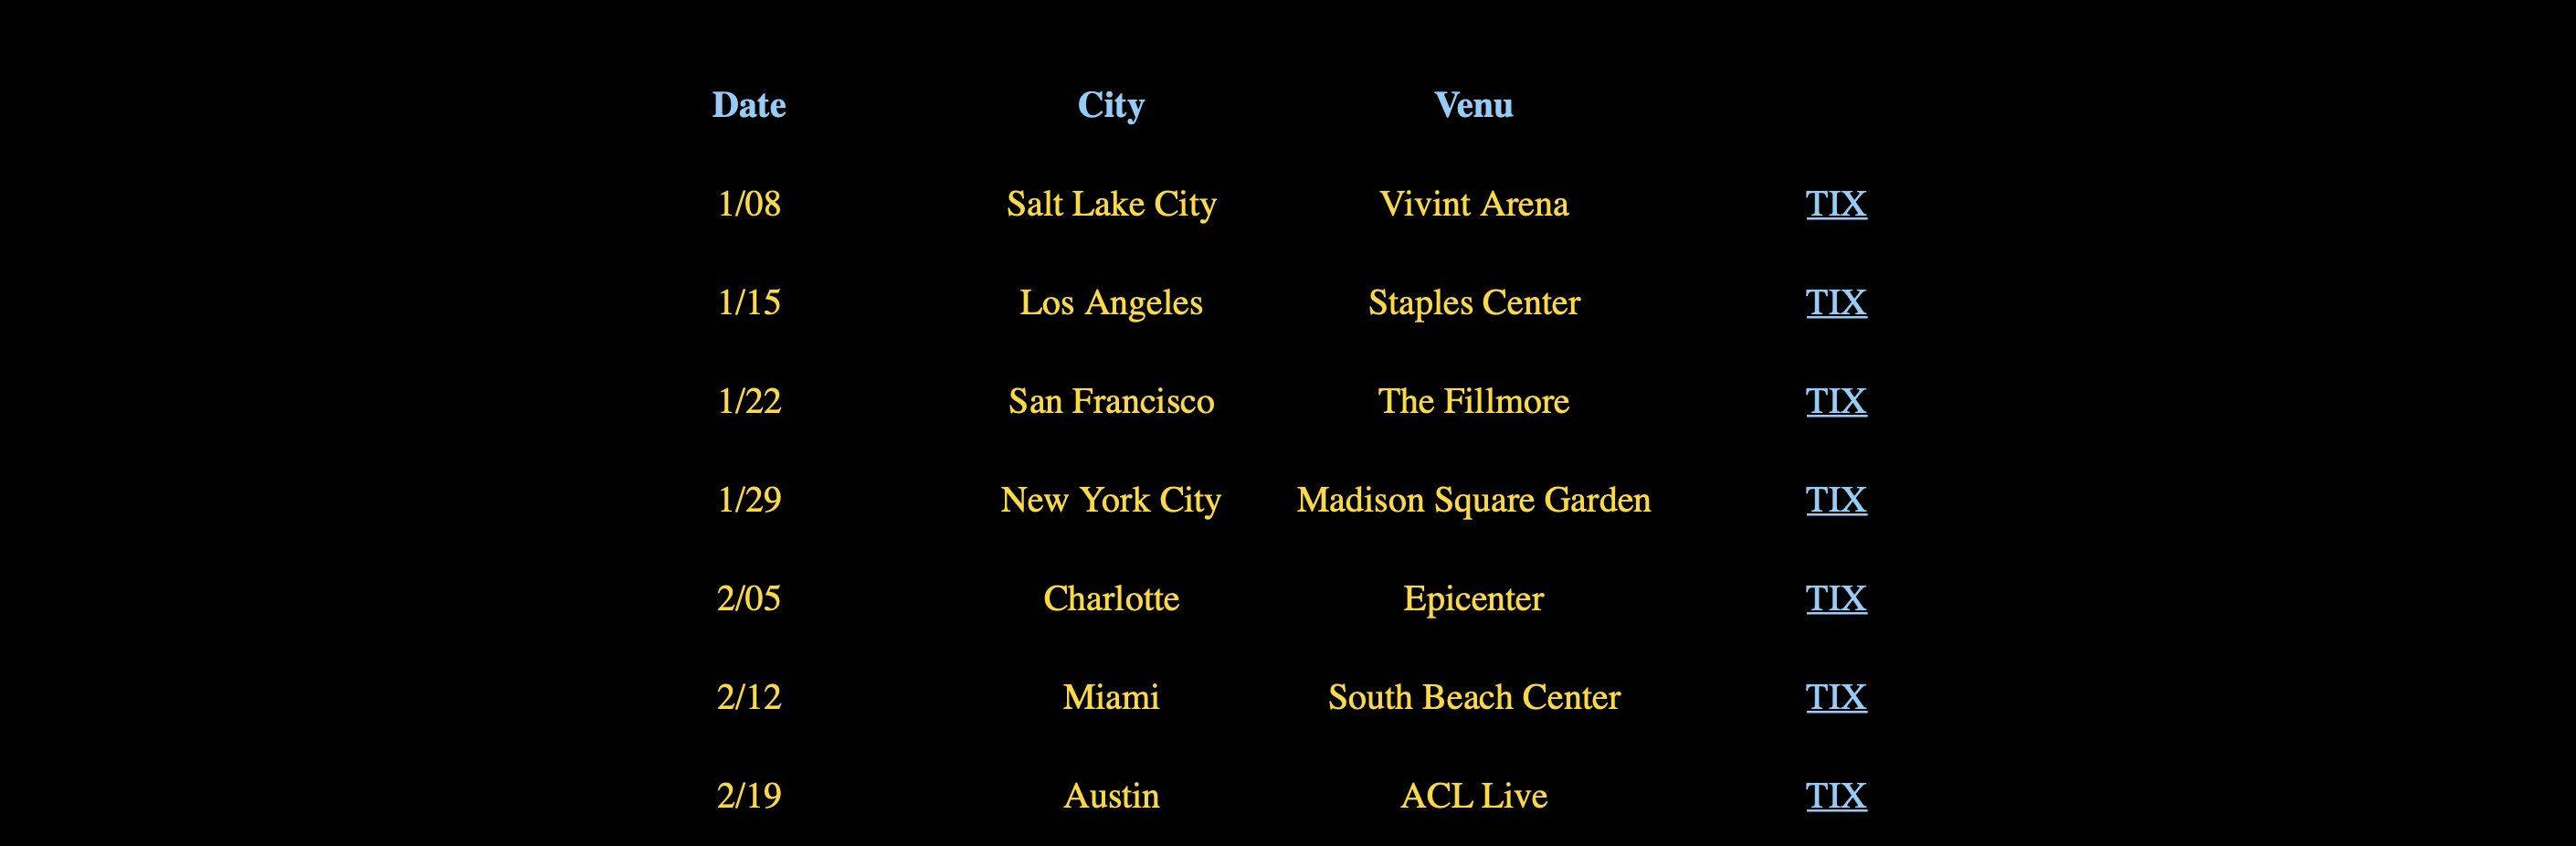 Date City Venu
1/08 Salt Lake City Vivint Arena TIX
1/15 Los Angeles Staples Center TIX
1/22 San Francisco The Fillmore TIX
1/29 New York City Madison Square Garden TIX
2/05 Charlotte Epicenter TIX
2/12 Miami South Beach Center TIX
2/19 Austin ACL Live TIX